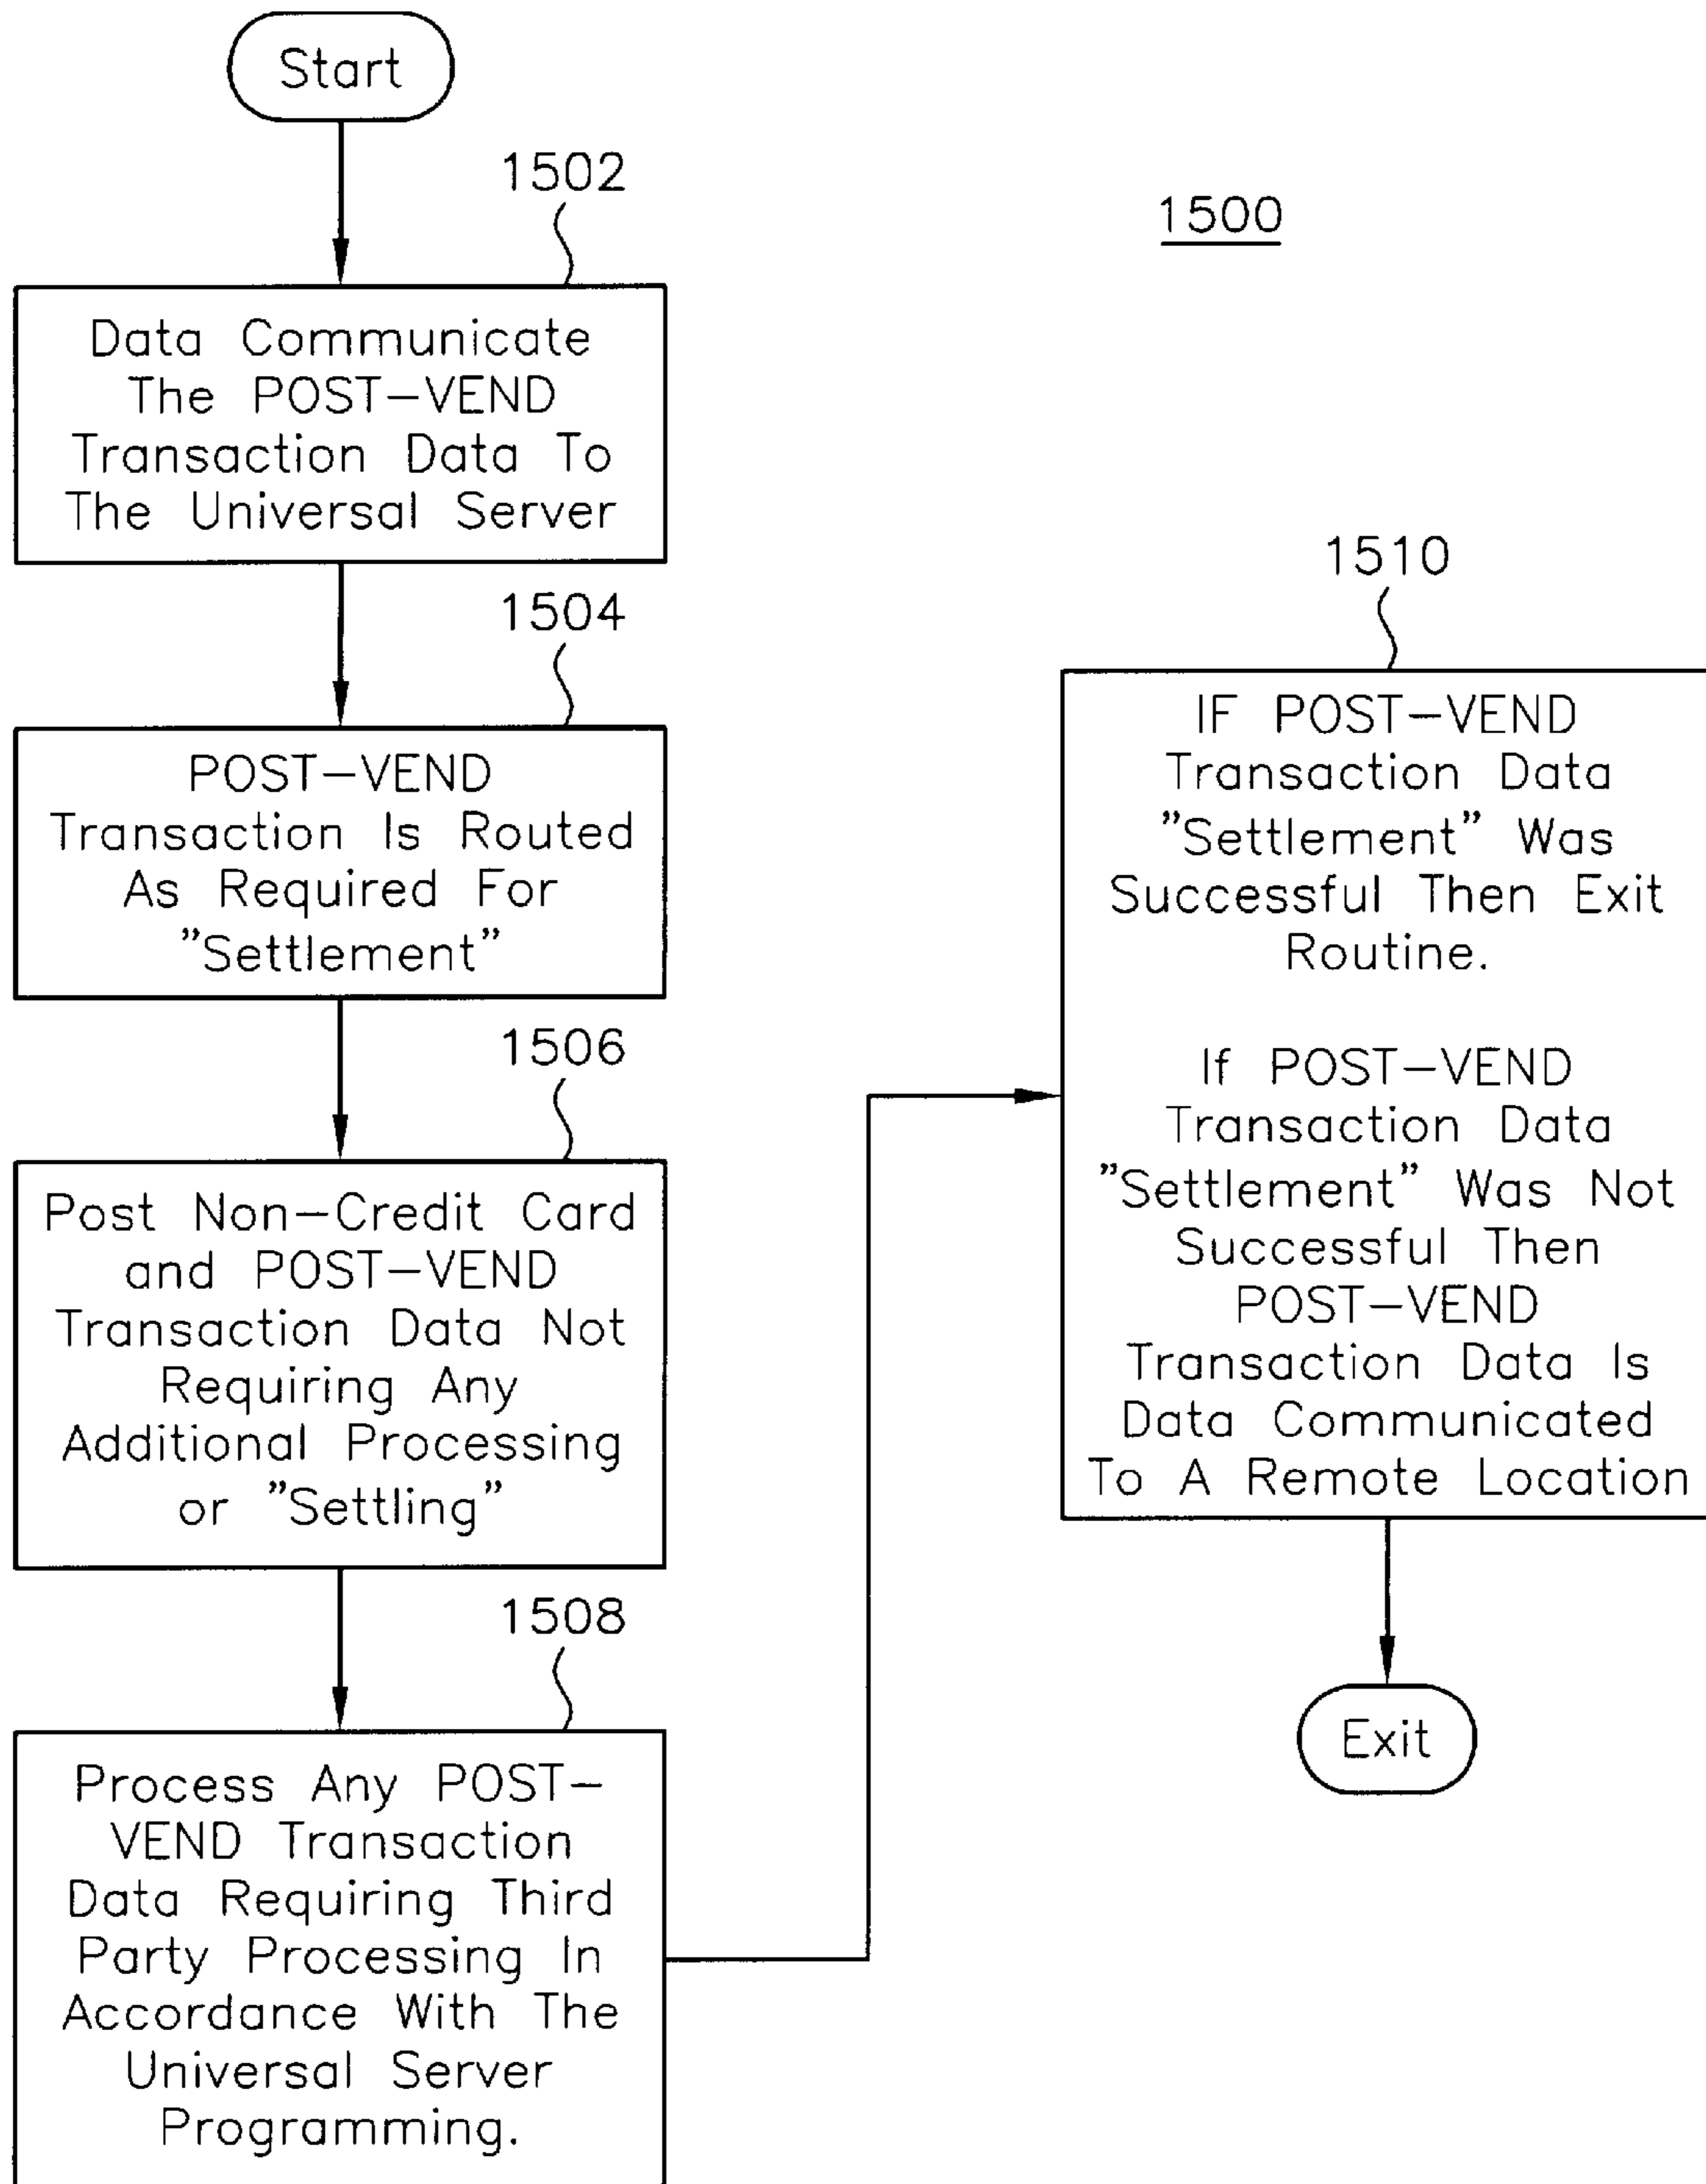 Start
1502
1500
Data Communicate
The POST-VEND
Transaction Data To
The Universal Server
1504
POST-VEND
Transaction Is Routed
As Required For
"Settlement"
1506
Post Non-Credit Card
and POST-VEND
Transaction Data Not
Requiring Any
Additional Processing
or "Settling"
1508
Process Any POST-
VEND Transaction
Data Requiring Third
Party Processing In
Accordance With The
Universal Server
Programming.
1510
IF POST-VEND
Transaction Data
"Settlement" Was
Successful Then Exit
Routine.
If POST-VEND
Transaction Data
"Settlement" Was Not
Successful Then
POST-VEND
Transaction Data Is
Data Communicated
To A Remote Location
Exit